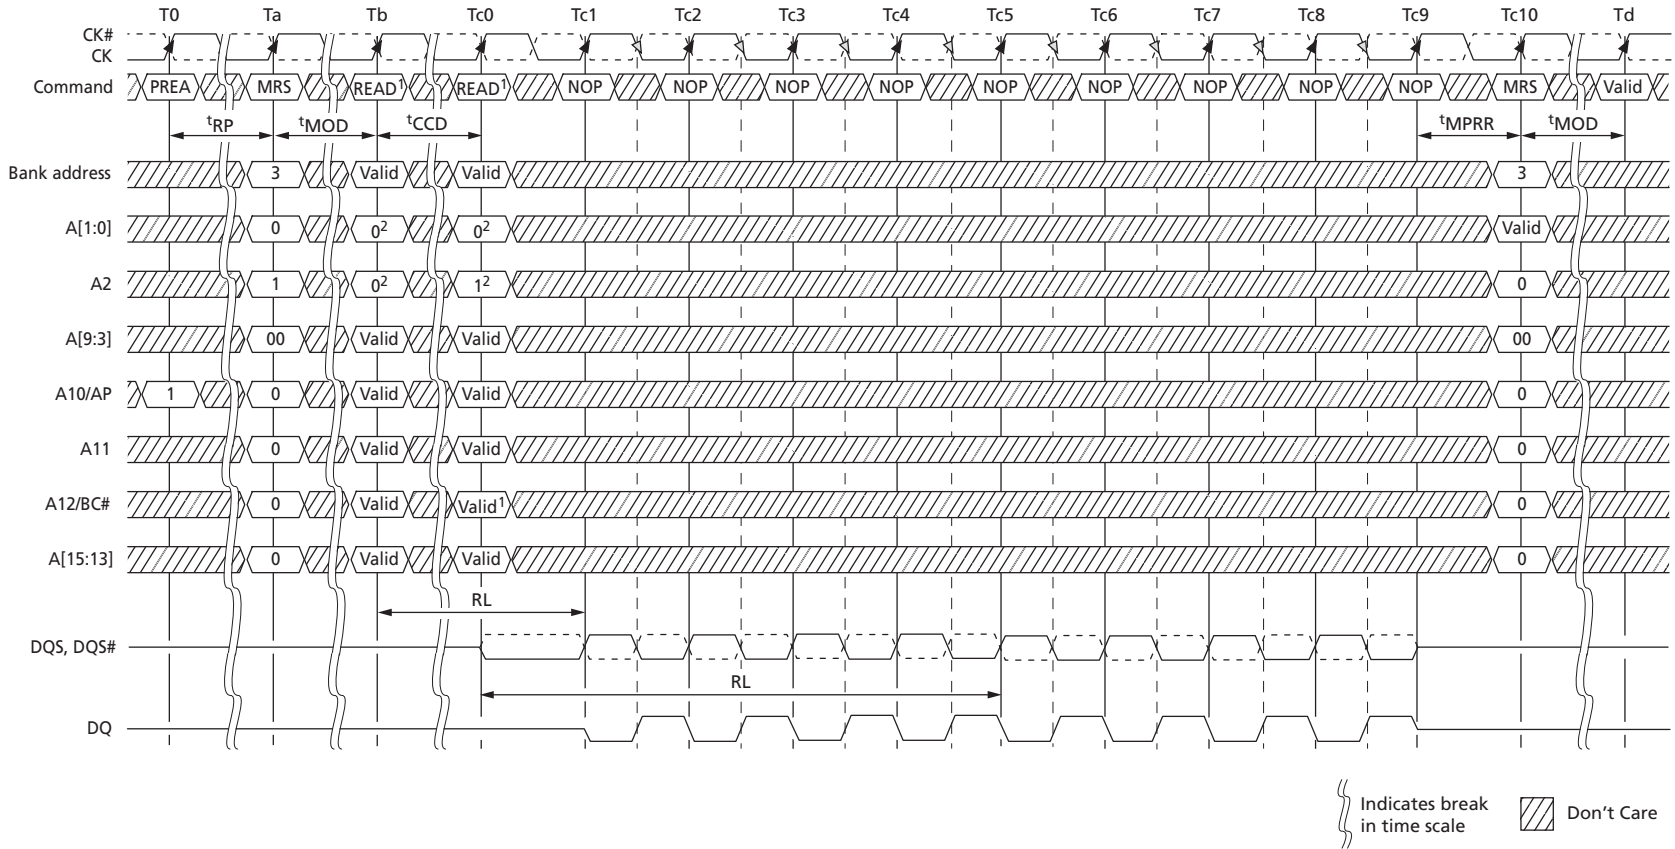 T0 Ta Tb Tc0 Tc1 Tc2 Tc3 Tc4 Tc5 Tc6 Tc7 Tc8 Tc9 Tc10 Td
CK#
CK
Command PREA MRS READ1 READ1 NOP NOP NOP NOP NOP NOP NOP NOP NOP MRS Valid
tRP tMOD tCCD tMPRR tMOD
Bank address 3 Valid Valid 3
A[1:0] 0 02 02 Valid
A2 1 02 12 0
A[9:3] 00 Valid Valid 00
A10/AP 1 0 Valid Valid 0
A11 0 Valid Valid 0
A12/BC# 0 Valid Valid1 0
A[15:13] 0 Valid Valid 0
RL
DQS, DQS#
RL
DQ
Indicates break
in time scale
Don't Care